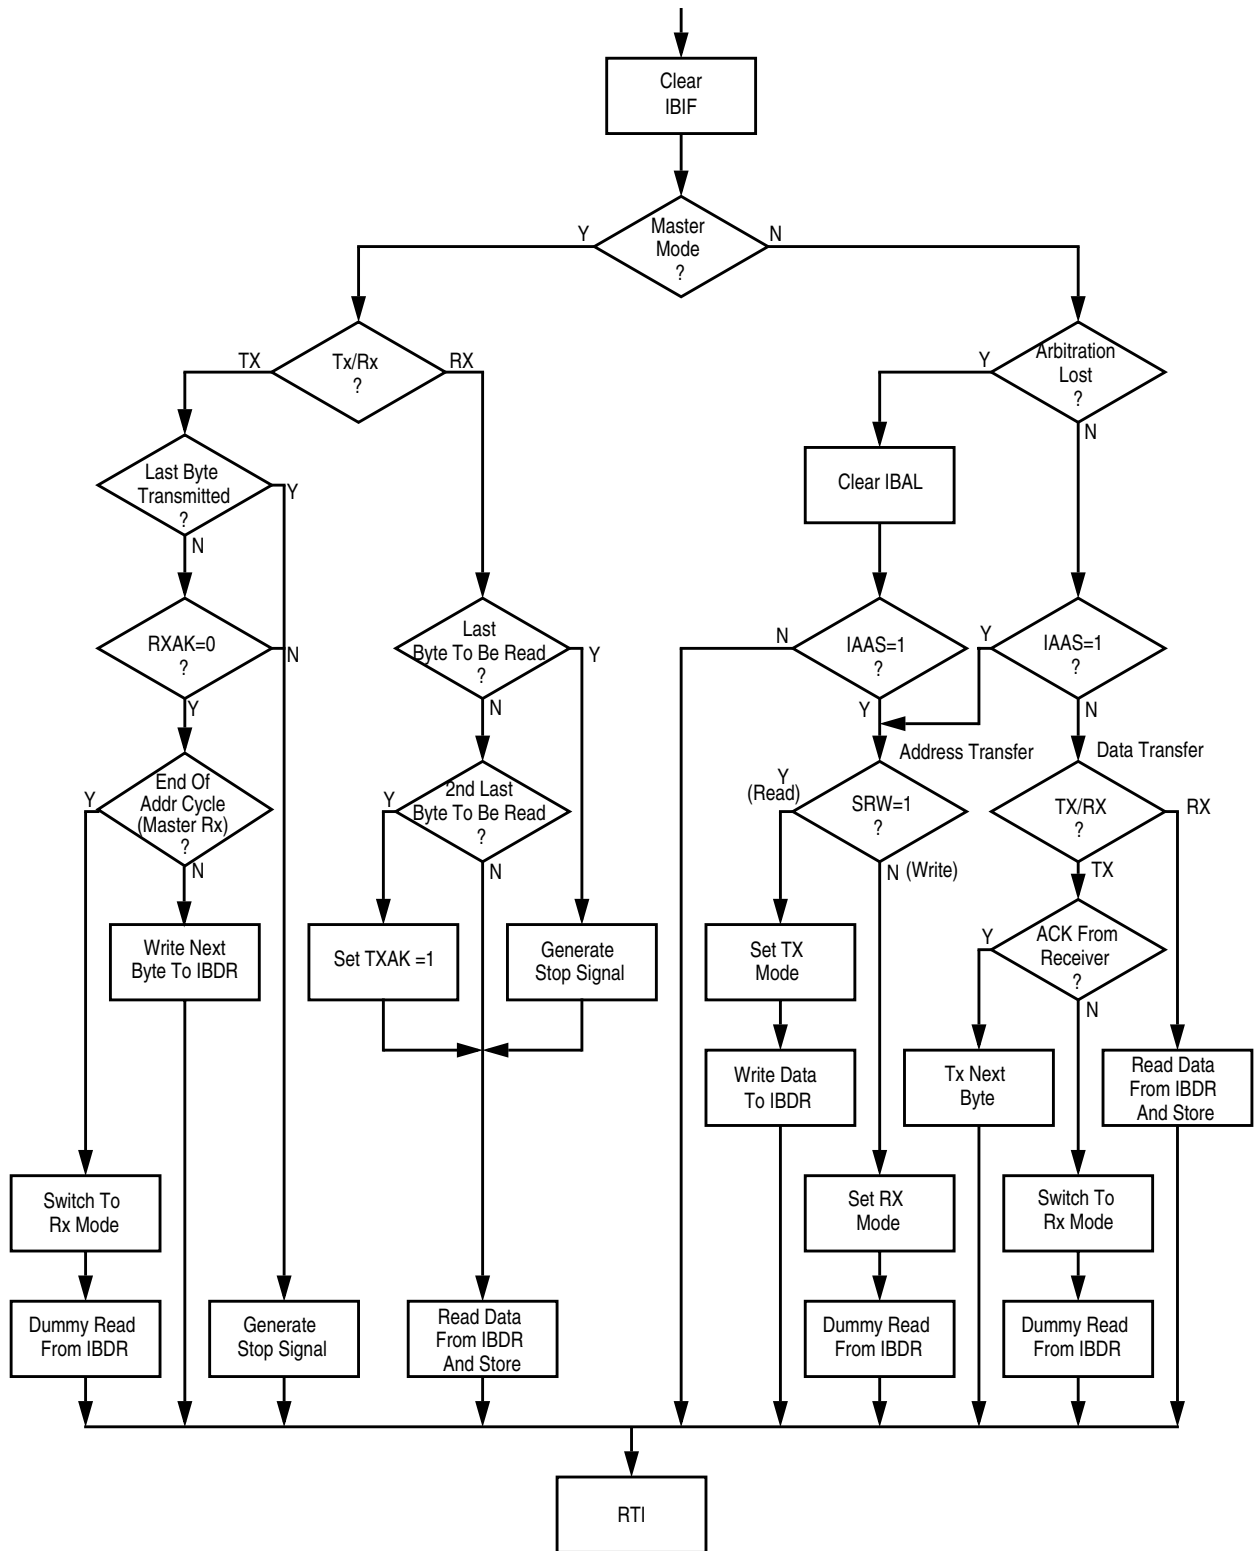 Clear
IBIF
Master
Mode
?
Y
N
Tx/Rx
?
TX
RX
Arbitration
Lost
?
Y
N
Last Byte
Transmitted
?
Y
N
Clear IBAL
RXAK=0
?
N
Y
Last
Byte To Be Read
?
Y
N
IAAS=1
?
N
Y
IAAS=1
?
Y
N
Address Transfer
Data Transfer
End Of
Addr Cycle
(Master Rx)
?
Y
N
2nd Last
Byte To Be Read
?
Y
N
SRW=1
?
Y
(Read)
N (Write)
TX/RX
?
RX
TX
Write Next
Byte To IBDR
Set TXAK =1
Generate
Stop Signal
Set TX
Mode
ACK From
Receiver
?
Y
N
Write Data
To IBDR
Tx Next
Byte
Read Data
From IBDR
And Store
Switch To
Rx Mode
Set RX
Mode
Switch To
Rx Mode
Dummy Read
From IBDR
Generate
Stop Signal
Read Data
From IBDR
And Store
Dummy Read
From IBDR
Dummy Read
From IBDR
RTI